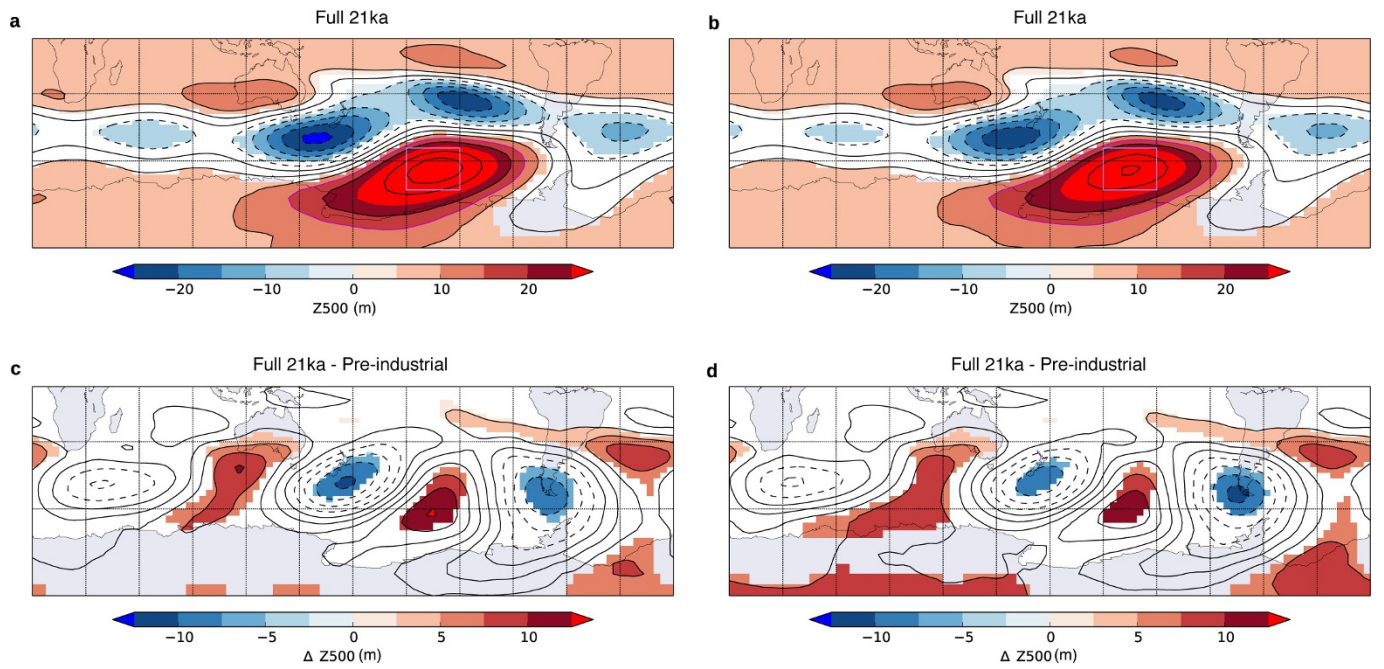 a
Full 21ka
−20 −10 0 10 20
Z500 (m)
b
Full 21ka
−20 −10 0 10 20
Z500 (m)
c
Full 21ka - Pre-industrial
−10 −5 0 5 10
Δ Z500 (m)
d
Full 21ka - Pre-industrial
−10 −5 0 5 10
Δ Z500 (m)